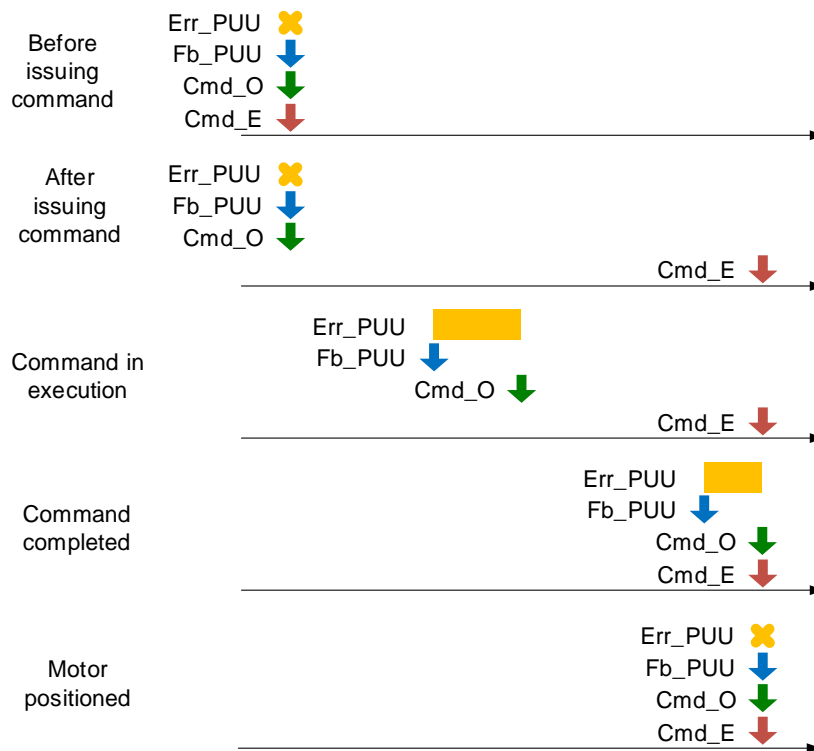 Before
issuing
command
Err_PUU
Fb_PUU
Cmd_O
Cmd_E
After
issuing
command
Err_PUU
Fb_PUU
Cmd_O
Cmd_E
Command in
execution
Err_PUU
Fb_PUU
Cmd_O
Cmd_E
Command
completed
Err_PUU
Fb_PUU
Cmd_O
Cmd_E
Motor
positioned
Err_PUU
Fb_PUU
Cmd_O
Cmd_E